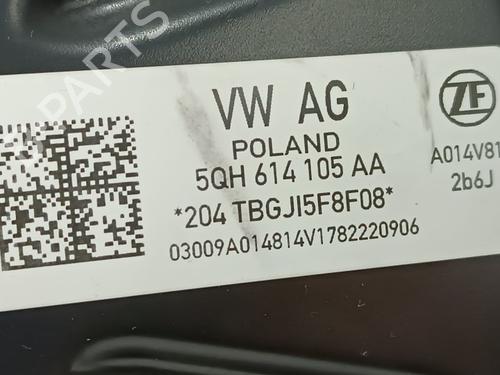 VW AG
ZF
POLAND
5QH 614 105 AA
A014V81
*204 TBGJI5F8F08*
2b6J
03009A014814V1782220906
B-PARTS